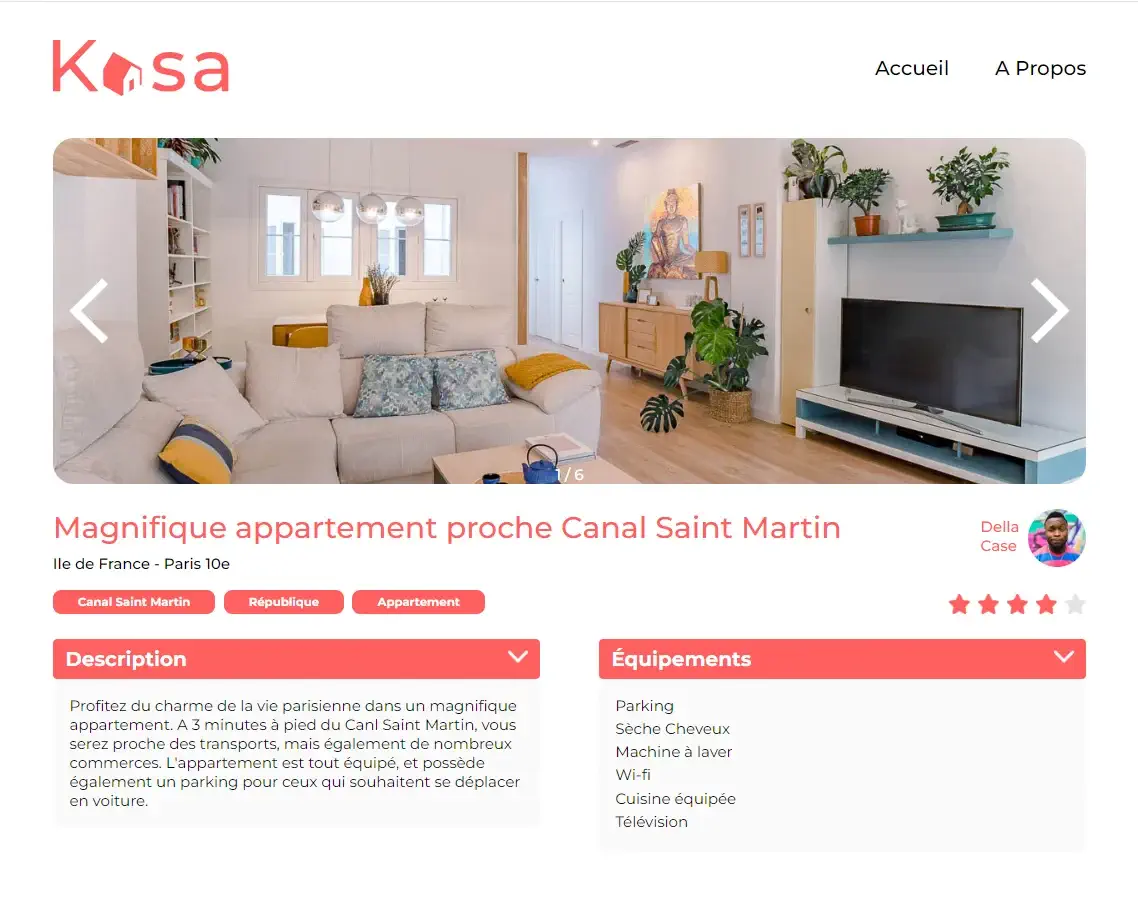 Kasa
Accueil
A Propos
1 / 6
Magnifique appartement proche Canal Saint Martin
Della
Case
Ile de France - Paris 10e
Canal Saint Martin
République
Appartement
Description
Profitez du charme de la vie parisienne dans un magnifique
appartement. A 3 minutes à pied du Canl Saint Martin, vous
serez proche des transports, mais également de nombreux
commerces. L'appartement est tout équipé, et possède
également un parking pour ceux qui souhaitent se déplacer
en voiture.
Équipements
Parking
Sèche Cheveux
Machine à laver
Wi-fi
Cuisine équipée
Télévision